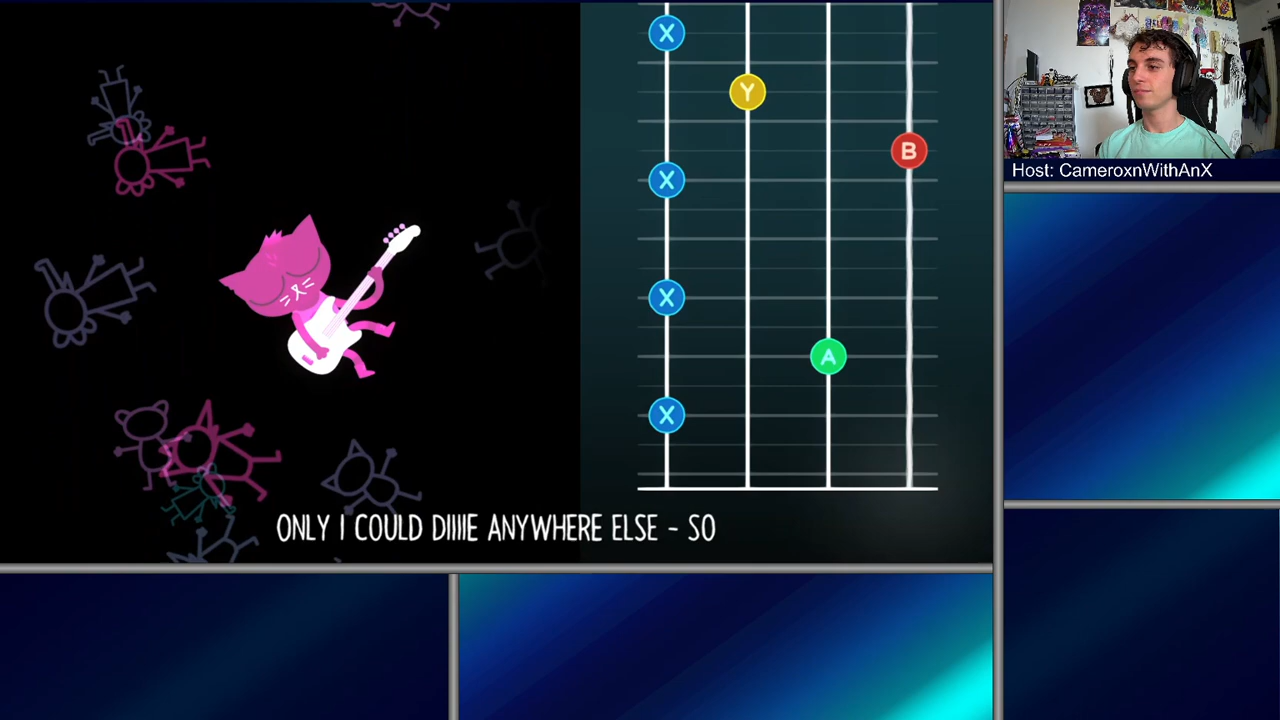 X
Y
B
X
X
A
X
ONLY I COULD DIIIIE ANYWHERE ELSE - SO
Host: CameroxnWithAnX